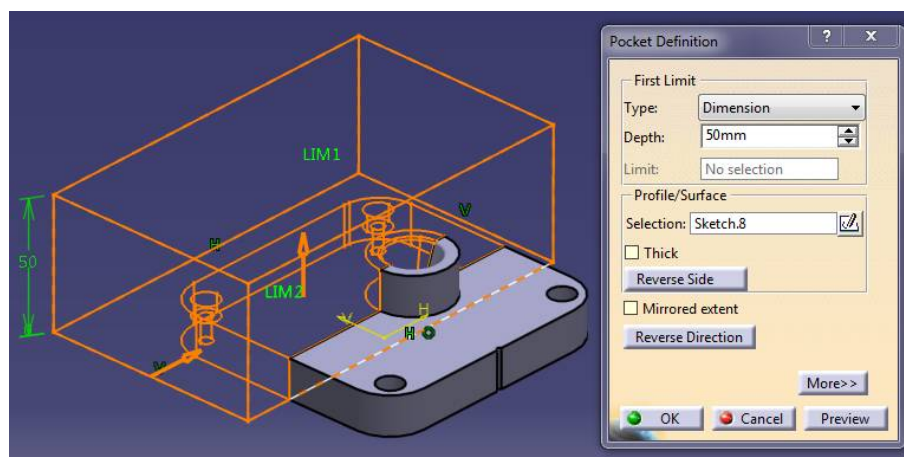 LIM1
V
H
50
LIM2
V
H
H
V
Pocket Definition ? X
First Limit
Type: Dimension
Depth: 50mm
Limit: No selection
Profile/Surface
Selection: Sketch.8
Thick
Reverse Side
Mirrored extent
Reverse Direction
More>>
OK Cancel Preview